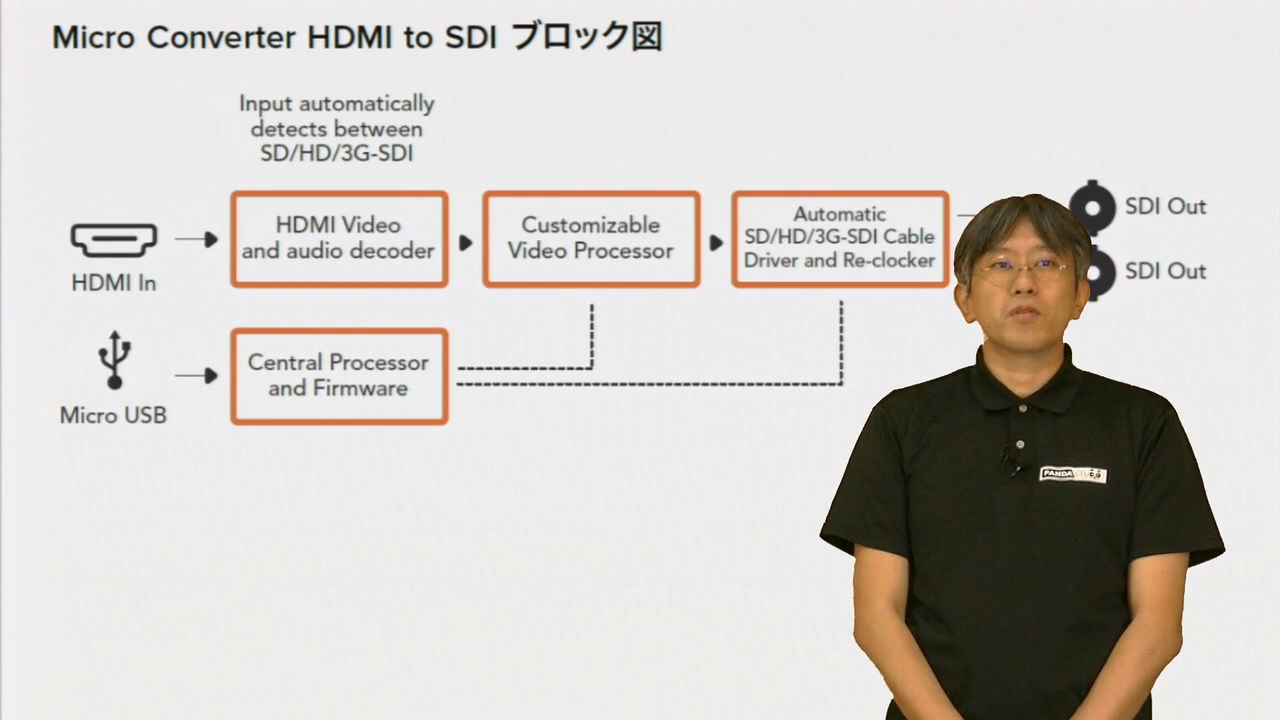 Micro Converter HDMI to SDI ブロック図
Input automatically
detects between
SD/HD/3G-SDI
HDMI In
HDMI Video
and audio decoder
Customizable
Video Processor
Automatic
SD/HD/3G-SDI Cable
Driver and Re-clocker
SDI Out
SDI Out
Micro USB
Central Processor
and Firmware
PANDA